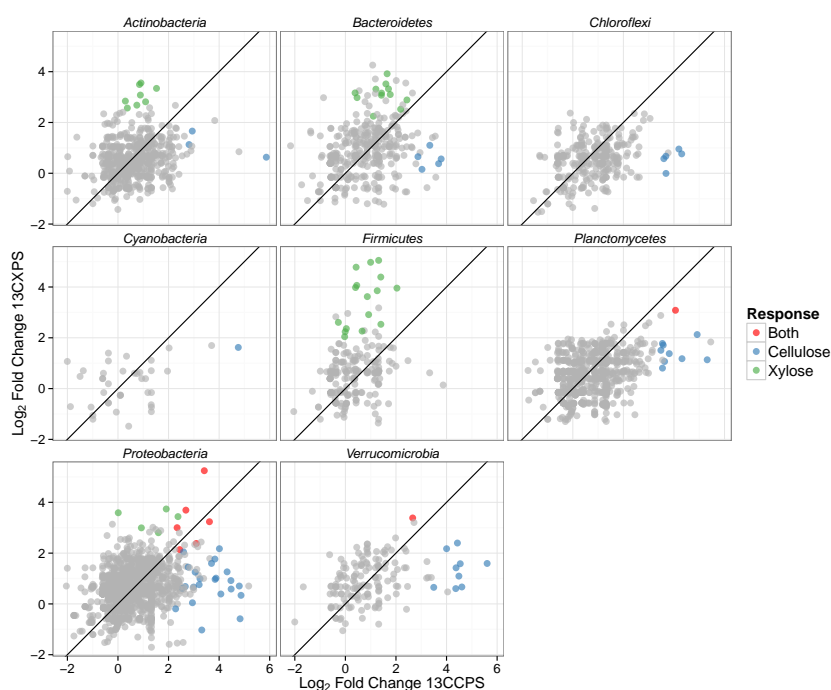 Actinobacteria Bacteroidetes Chloroflexi
4
2
0
−2
Cyanobacteria Firmicutes Planctomycetes
4
2
0
−2
Proteobacteria Verrucomicrobia
4
2
0
−2
−2 0 2 4 6 −2 0 2 4 6
Log2 Fold Change 13CCPS
Log2 Fold Change 13CXPS
Response
Both
Cellulose
Xylose